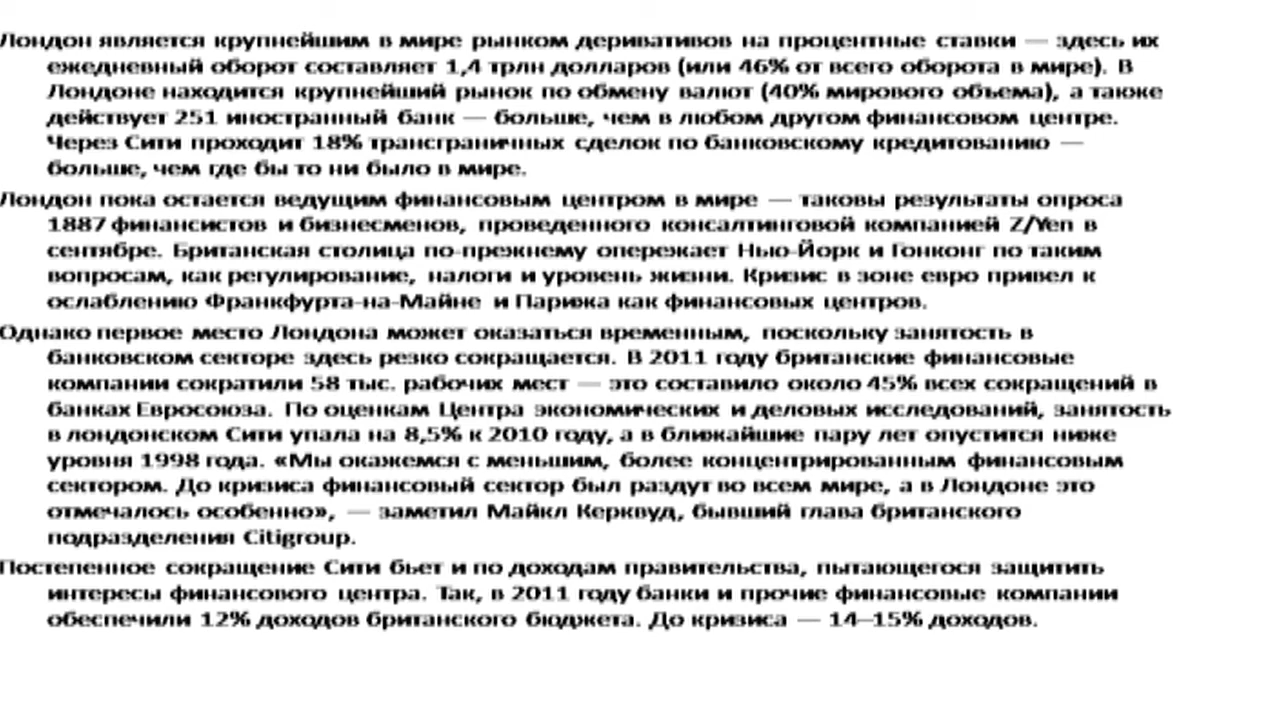 Лондон является крупнейшим в мире рынком деривативов на процентные ставки — здесь их
ежедневный оборот составляет 1,4 трлн долларов (или 46% от всего оборота в мире). В
Лондоне находится крупнейший рынок по обмену валют (40% мирового объема), а также
действует 251 иностранный банк — больше, чем в любом другом финансовом центре.
Через Сити проходит 18% трансграничных сделок по банковскому кредитованию —
больше, чем где бы то ни было в мире.
Лондон пока остается ведущим финансовым центром в мире — таковы результаты опроса
1887 финансистов и бизнесменов, проведенного консалтинговой компанией Z/Yen в
сентябре. Британская столица по-прежнему опережает Нью-Йорк и Гонконг по таким
вопросам, как регулирование, налоги и уровень жизни. Кризис в зоне евро привел к
ослаблению Франкфурта-на-Майне и Парижа как финансовых центров.
Однако первое место Лондона может оказаться временным, поскольку занятость в
банковском секторе здесь резко сокращается. В 2011 году британские финансовые
компании сократили 58 тыс. рабочих мест — это составило около 45% всех сокращений в
банках Евросоюза. По оценкам Центра экономических и деловых исследований, занятость
в лондонском Сити упала на 8,5% к 2010 году, а в ближайшие пару лет опустится ниже
уровня 1998 года. «Мы окажемся с меньшим, более концентрированным финансовым
сектором. До кризиса финансовый сектор был раздут во всем мире, а в Лондоне это
отмечалось особенно», — заметил Майкл Керквуд, бывший глава британского
подразделения Citigroup.
Постепенное сокращение Сити бьет и по доходам правительства, пытающегося защитить
интересы финансового центра. Так, в 2011 году банки и прочие финансовые компании
обеспечили 12% доходов британского бюджета. До кризиса — 14–15% доходов.